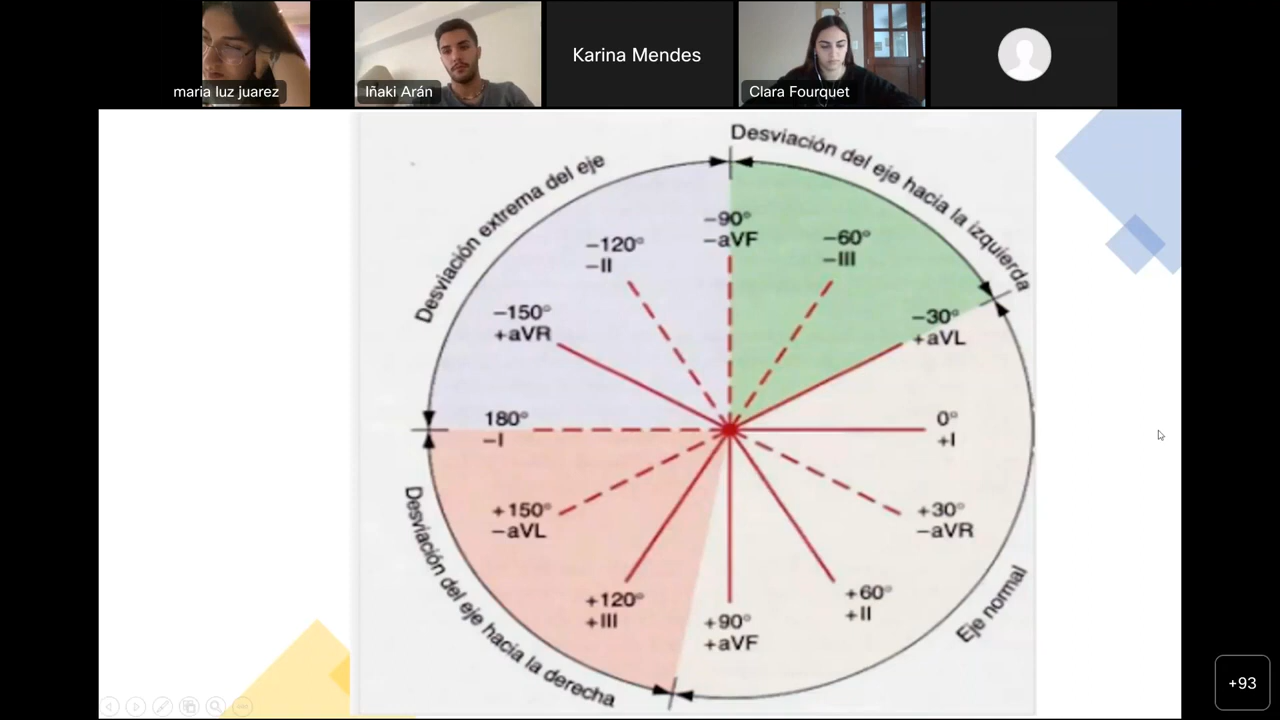 maria luz juarez
Iñaki Arán
Karina Mendes
Clara Fourquet
Desviación extrema del eje
Desviación del eje hacia la izquierda
−90°
−aVF
−120°
−II
−60°
−III
−150°
+aVR
−30°
+aVL
180°
−I
0°
+I
+150°
−aVL
+30°
−aVR
+120°
+III
+90°
+aVF
+60°
+II
Desviación del eje hacia la derecha
Eje normal
+93